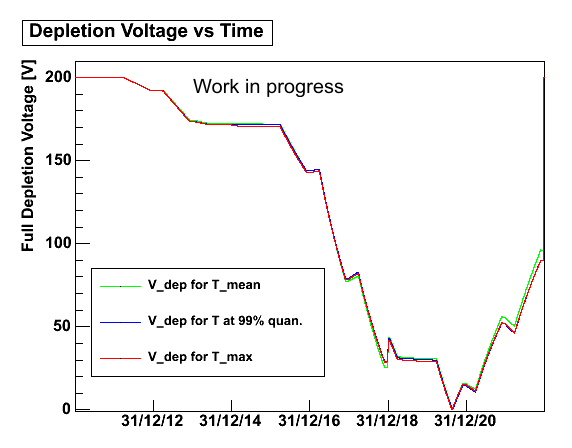 Depletion Voltage vs Time
Full Depletion Voltage [V]
Work in progress
200
150
100
50
0
V_dep for T_mean
V_dep for T at 99% quan.
V_dep for T_max
31/12/12 31/12/14 31/12/16 31/12/18 31/12/20